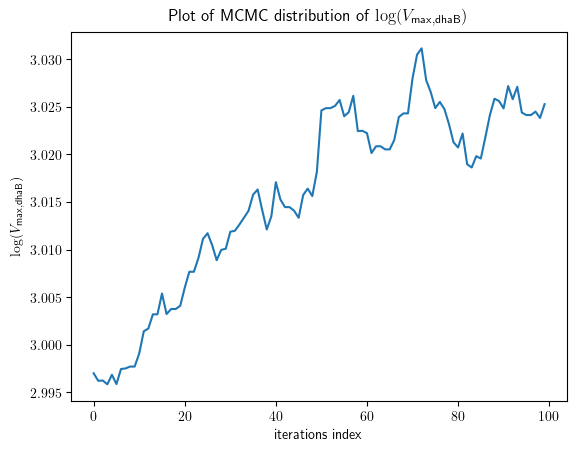 Plot of MCMC distribution of log(V_max,dhaB)
3.030
3.025
3.020
3.015
3.010
3.005
3.000
2.995
log(V_max,dhaB)
0 20 40 60 80 100
iterations index